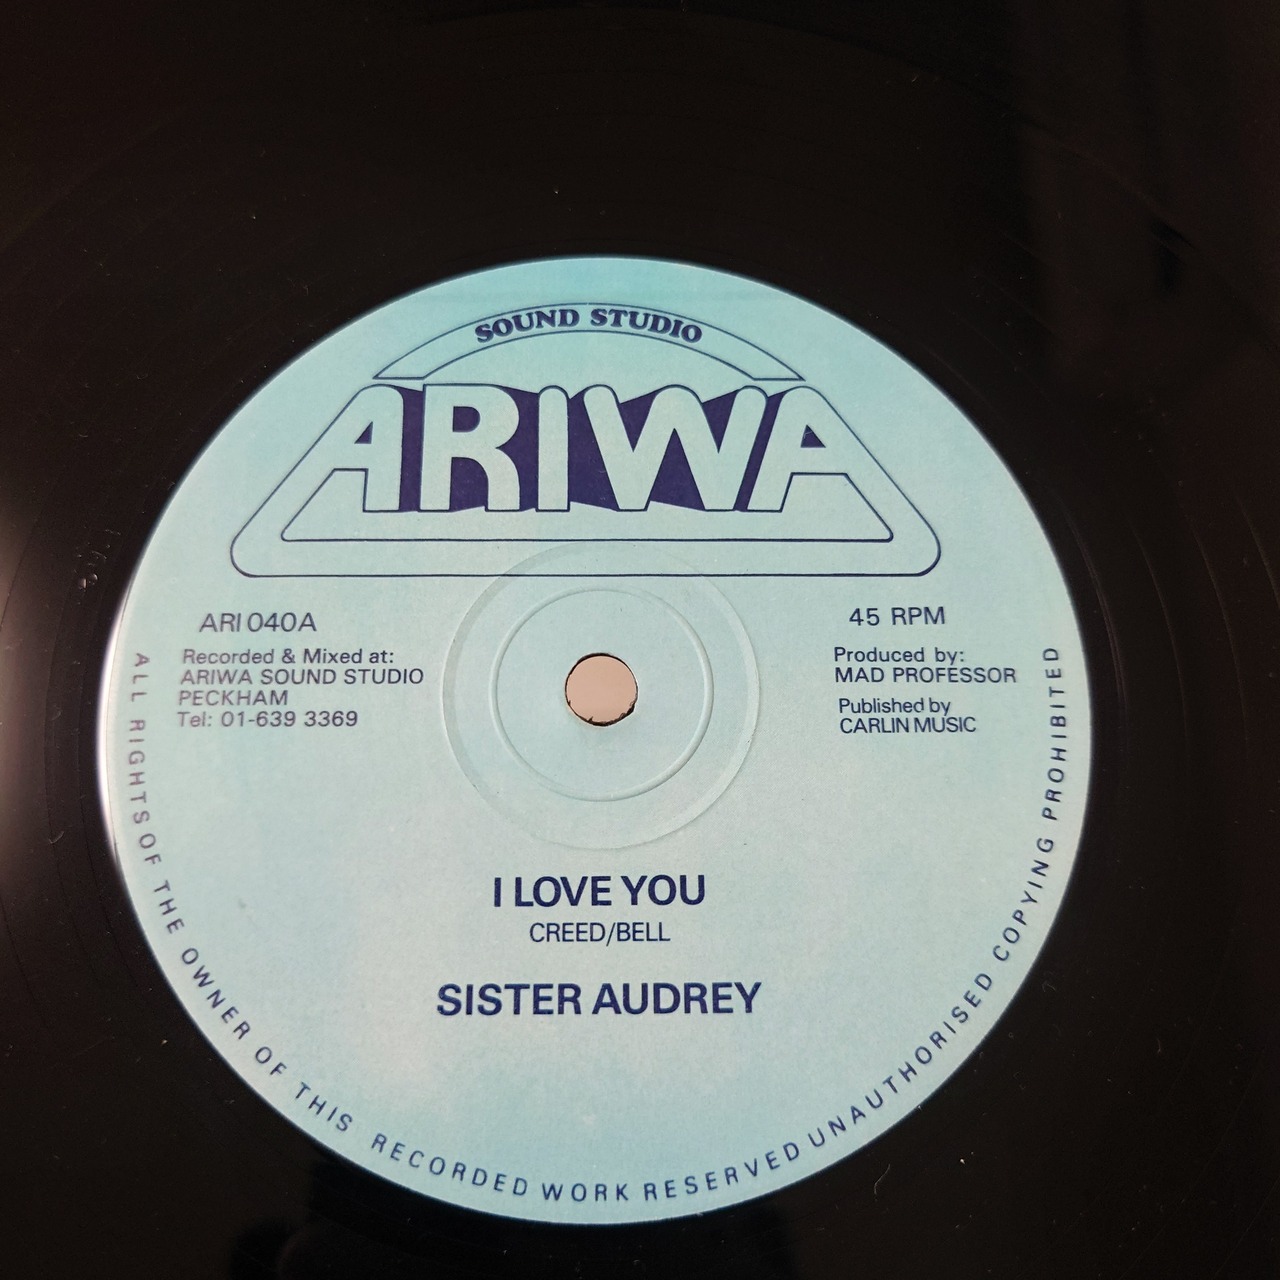 SOUND STUDIO
ARIWA
ARI 040A
Recorded & Mixed at:
ARIWA SOUND STUDIO
PECKHAM
Tel: 01-639 3369
45 RPM
Produced by:
MAD PROFESSOR
Published by
CARLIN MUSIC
I LOVE YOU
CREED/BELL
SISTER AUDREY
ALL RIGHTS OF THE OWNER OF THIS RECORDED WORK RESERVED UNAUTHORISED COPYING PROHIBITED